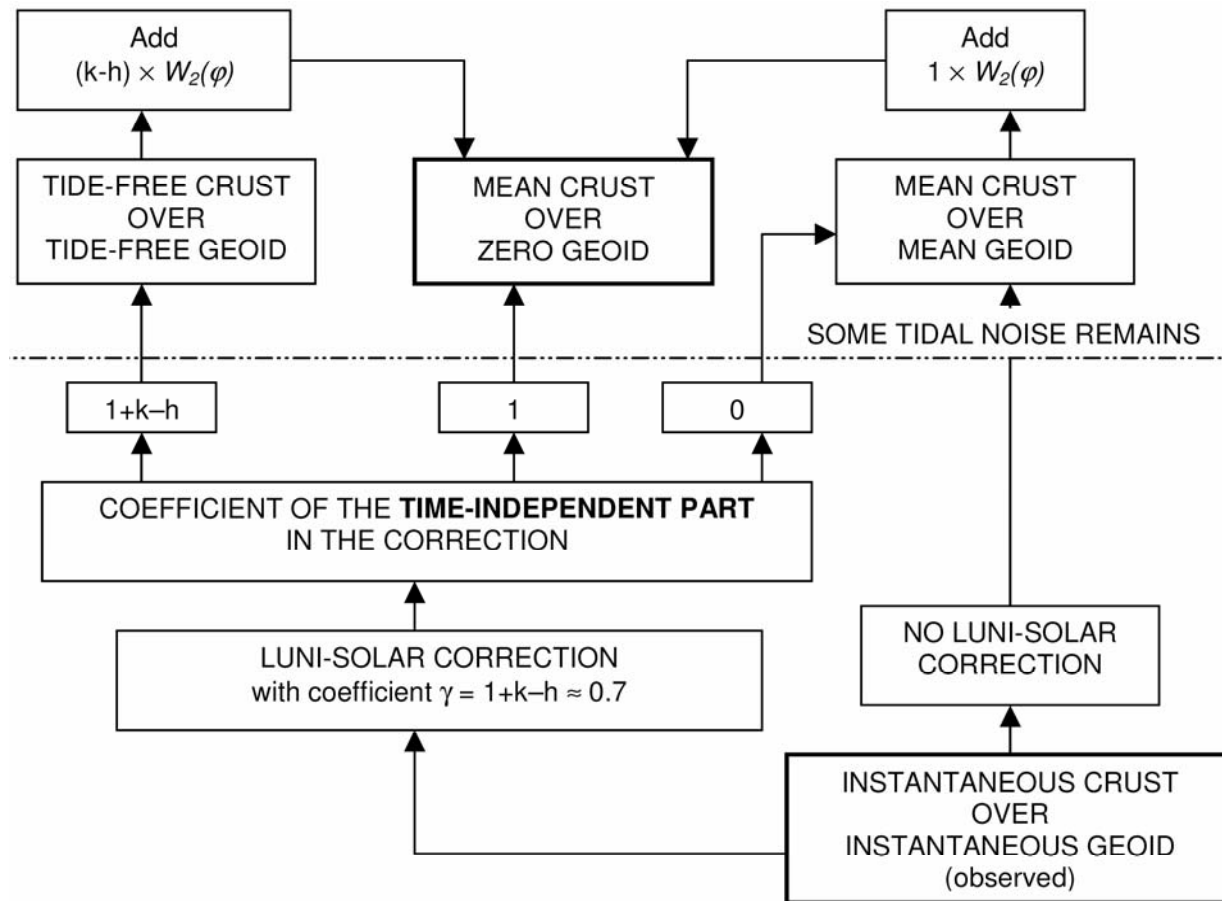 Add
(k-h) × W₂(φ)
Add
1 × W₂(φ)
TIDE-FREE CRUST
OVER
TIDE-FREE GEOID
MEAN CRUST
OVER
ZERO GEOID
MEAN CRUST
OVER
MEAN GEOID
SOME TIDAL NOISE REMAINS
1+k–h
1
0
COEFFICIENT OF THE TIME-INDEPENDENT PART
IN THE CORRECTION
LUNI-SOLAR CORRECTION
with coefficient γ = 1+k–h ≈ 0.7
NO LUNI-SOLAR
CORRECTION
INSTANTANEOUS CRUST
OVER
INSTANTANEOUS GEOID
(observed)